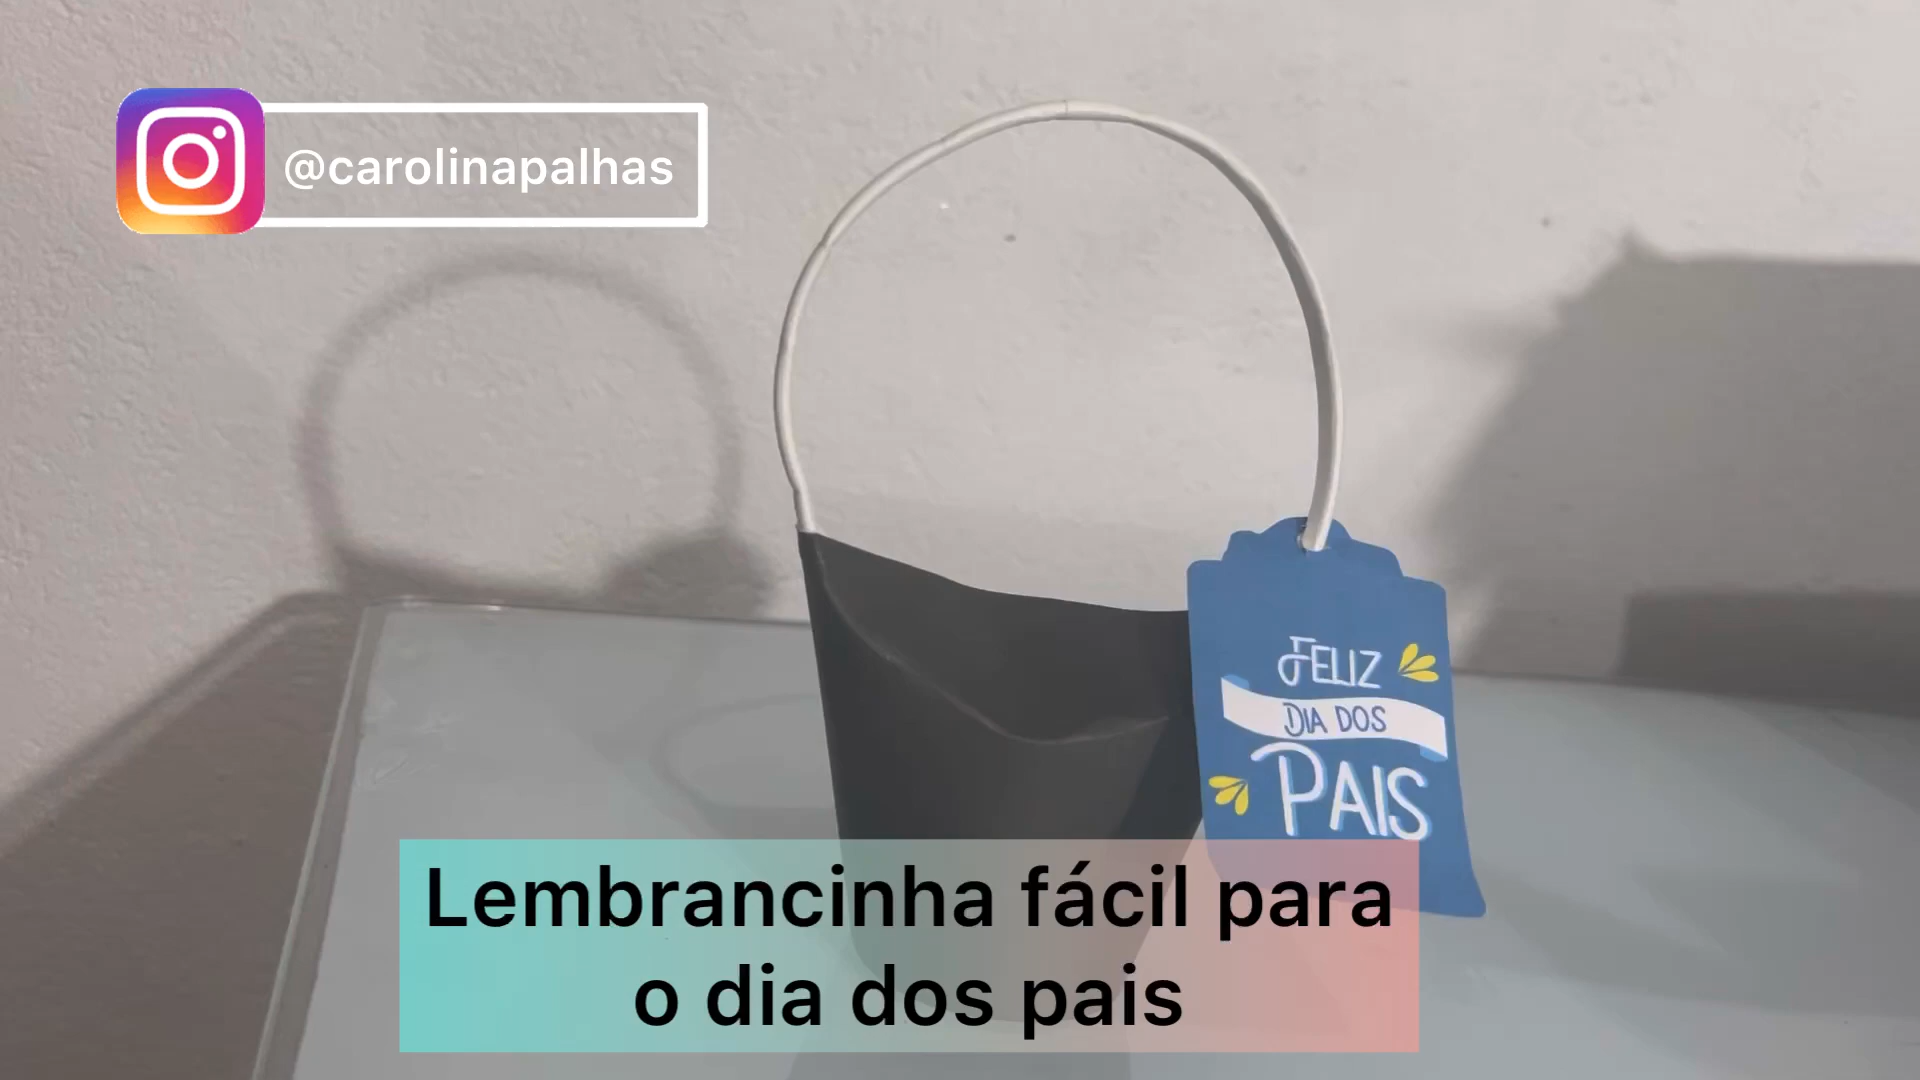 @carolinapalhas
FELIZ
DIA DOS
PAIS
Lembrancinha fácil para
o dia dos pais